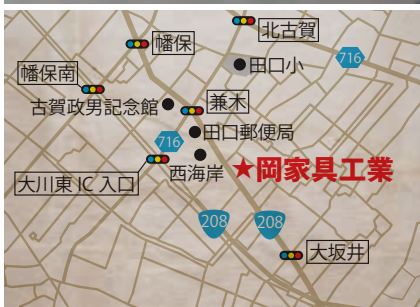 北古賀
幡保
716
田口小
幡保南
古賀政男記念館
兼木
田口郵便局
716
西海岸
★岡家具工業
大川東IC入口
208
208
大坂井